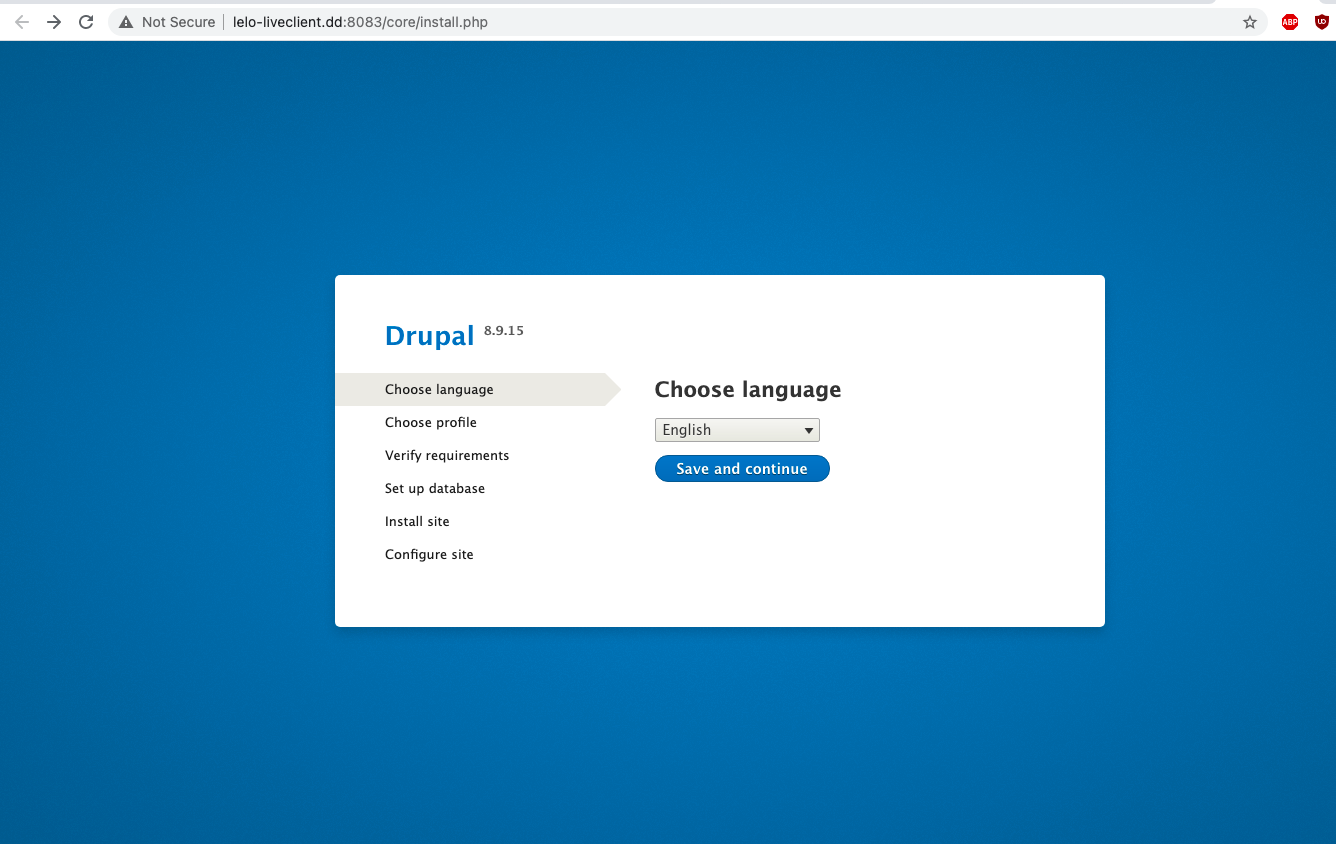 Not Secure lelo-liveclient.dd:8083/core/install.php
ABP
UO
Drupal 8.9.15
Choose language
Choose profile
Verify requirements
Set up database
Install site
Configure site
Choose language
English
Save and continue